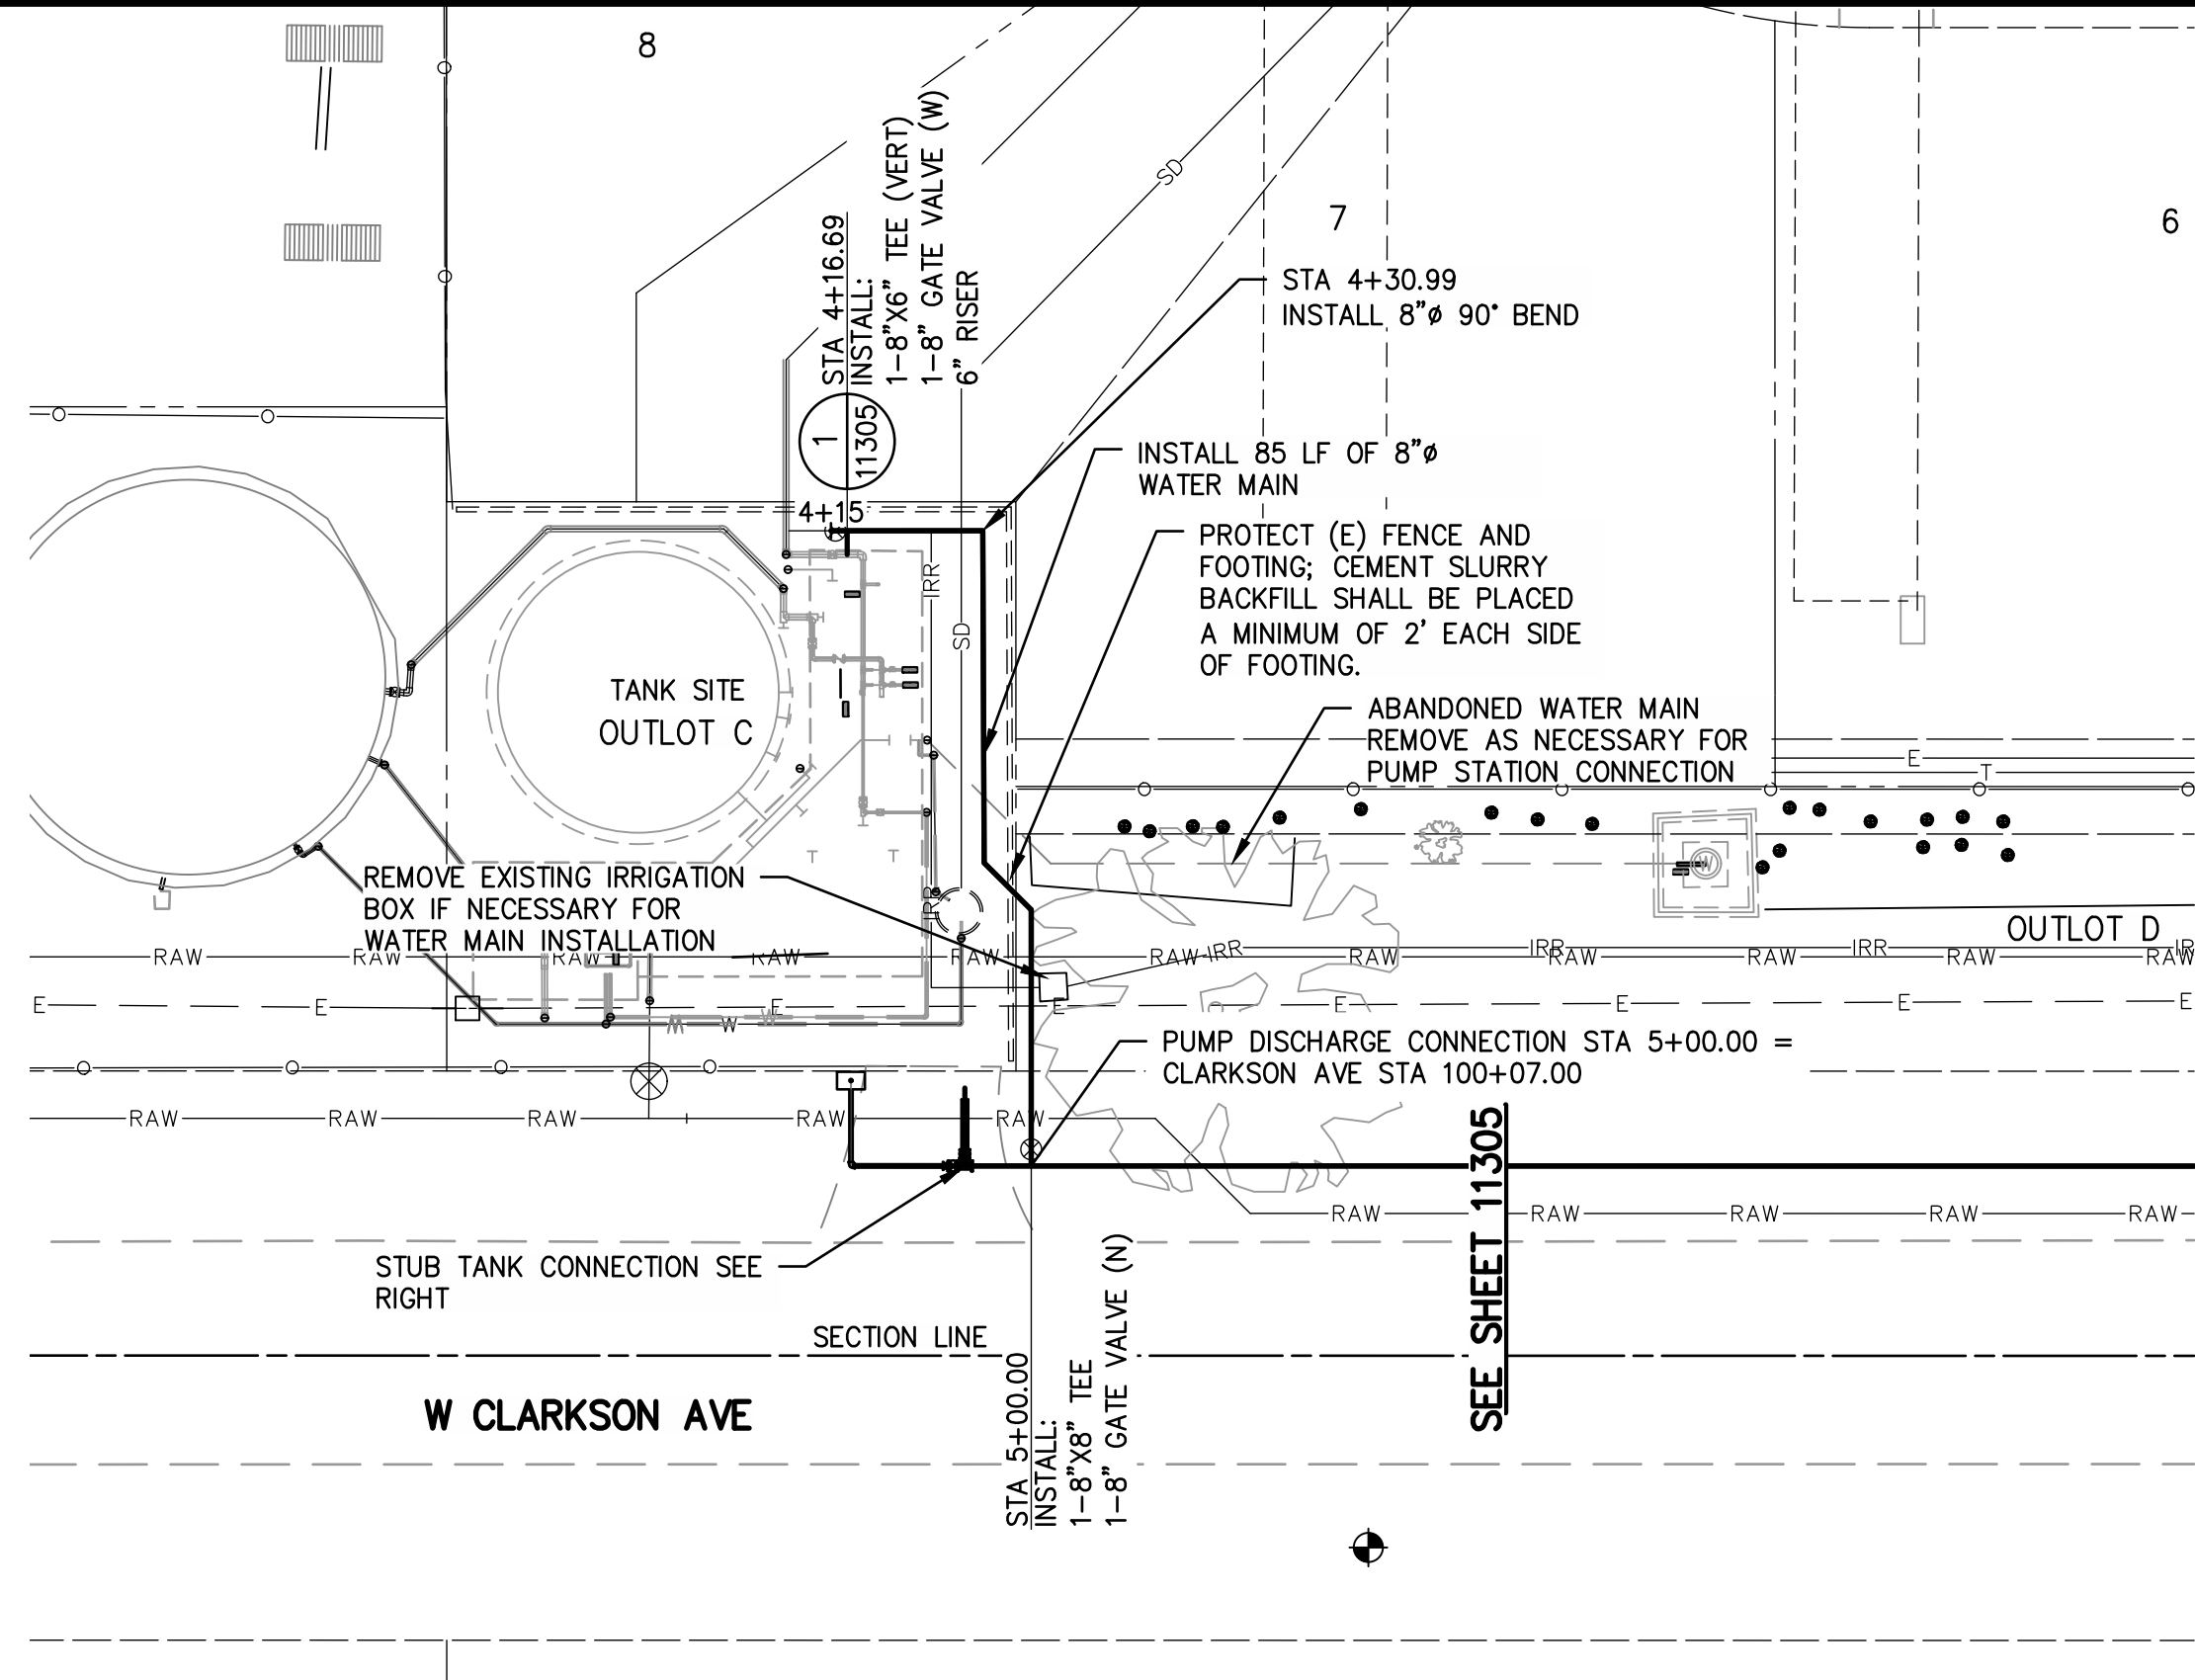 8
7
6
STA 4+16.69
INSTALL:
1-8"X6" TEE (VERT)
1-8" GATE VALVE (W)
6" RISER
1
11305
4+15
SD
STA 4+30.99
INSTALL 8"ø 90° BEND
INSTALL 85 LF OF 8"ø
WATER MAIN
PROTECT (E) FENCE AND
FOOTING; CEMENT SLURRY
BACKFILL SHALL BE PLACED
A MINIMUM OF 2' EACH SIDE
OF FOOTING.
IRR
SD
TANK SITE
OUTLOT C
ABANDONED WATER MAIN
REMOVE AS NECESSARY FOR
PUMP STATION CONNECTION
E
T
T
T
W
REMOVE EXISTING IRRIGATION
BOX IF NECESSARY FOR
WATER MAIN INSTALLATION
OUTLOT D
RAW RAW RAW RAW RAW RAW IRR RAW IRR RAW IRR RAW RAW RAW
E E E E E E E E
W W W
PUMP DISCHARGE CONNECTION STA 5+00.00 =
CLARKSON AVE STA 100+07.00
RAW RAW RAW RAW RAW
RAW RAW RAW RAW RAW
SEE SHEET 11305
STUB TANK CONNECTION SEE
RIGHT
SECTION LINE
W CLARKSON AVE
STA 5+00.00
INSTALL:
1-8"X8" TEE
1-8" GATE VALVE (N)